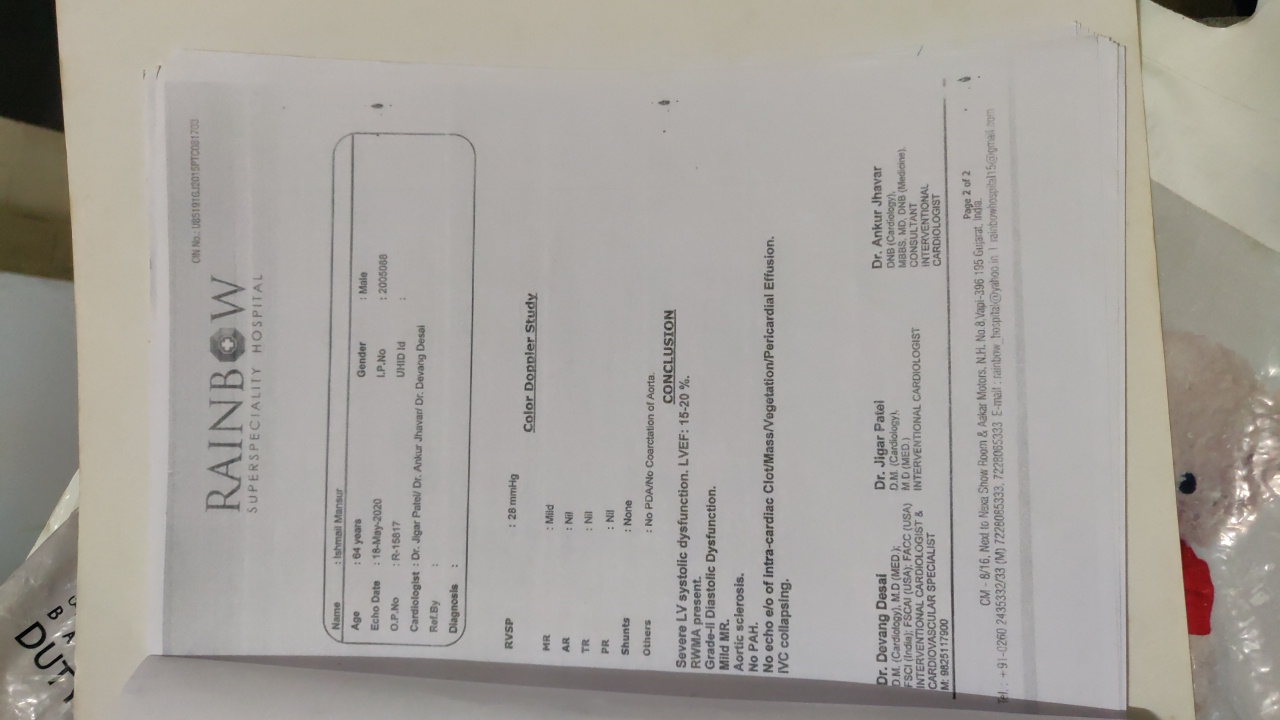 DUT
CIN No.: U85191GJ2015PTC081703
RAINBOW
SUPERSPECIALITY HOSPITAL
Name : Ishmail Mansur
Age : 64 years Gender : Male
Echo Date : 18-May-2020 I.P.No : 2005088
O.P.No : R-15817 UHID Id :
Cardiologist : Dr. Jigar Patel/ Dr. Ankur Jhavar/ Dr. Devang Desai
Ref.By :
Diagnosis :
RVSP : 28 mmHg
Color Doppler Study
MR : Mild
AR : Nil
TR : Nil
PR : Nil
Shunts : None
Others : No PDA/No Coarctation of Aorta.
CONCLUSION
Severe LV systolic dysfunction. LVEF: 15-20 %.
RWMA present.
Grade-II Diastolic Dysfunction.
Mild MR.
Aortic sclerosis.
No PAH.
No echo e/o of intra-cardiac Clot/Mass/Vegetation/Pericardial Effusion.
IVC collapsing.
Dr. Devang Desai
D.M. (Cardiology), M.D (MED.);
FSCI (India); FSCAI (USA); FACC (USA)
INTERVENTIONAL CARDIOLOGIST &
CARDIOVASCULAR SPECIALIST
M: 9825117900
Dr. Jigar Patel
D.M. (Cardiology),
M.D (MED.)
INTERVENTIONAL CARDIOLOGIST
Dr. Ankur Jhavar
DNB (Cardiology),
MBBS, MD, DNB (Medicine),
CONSULTANT
INTERVENTIONAL
CARDIOLOGIST
Page 2 of 2
CM - 8/16, Next to Nexa Show Room & Aakar Motors, N.H. No.8,Vapi-396 195 Gujarat, India.
Tel. : +91-0260 2435332/33 (M) 7228085333, 7228065333 E-mail : rainbow_hospital@yahoo.in I rainbowhospital15@gmail.com